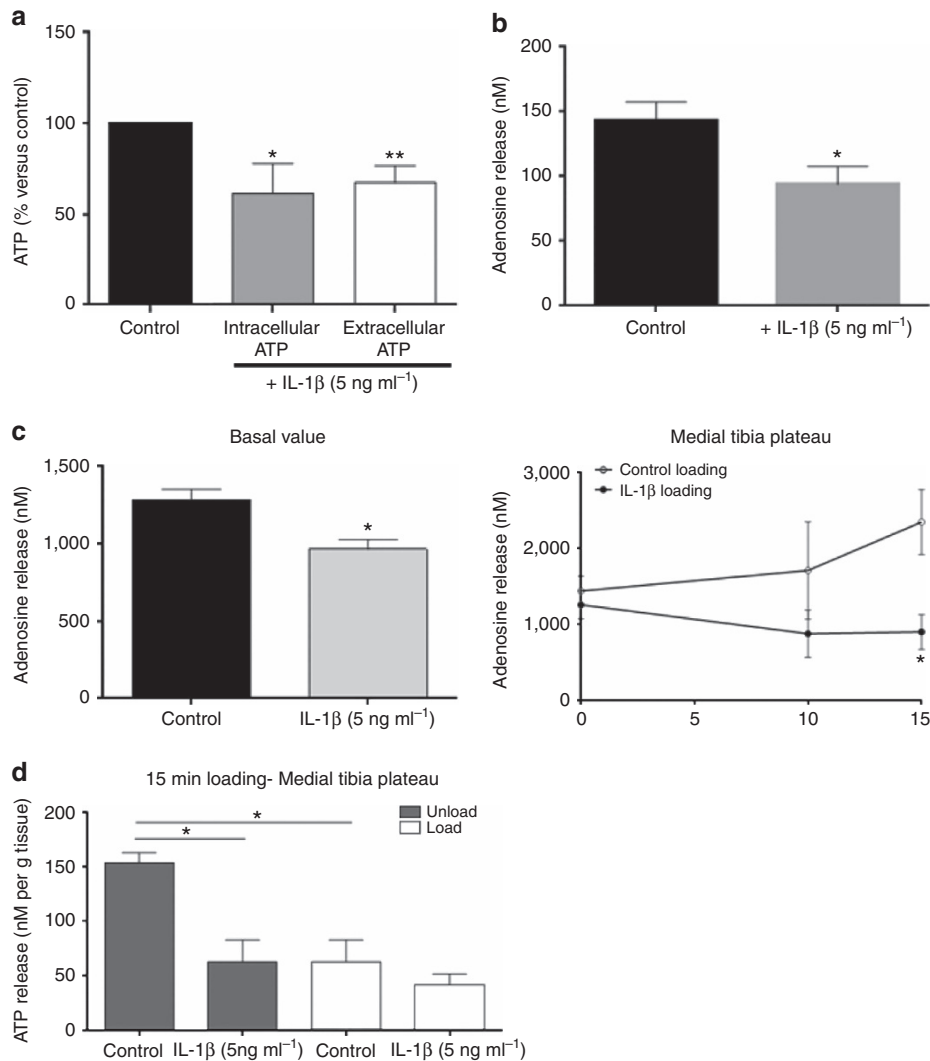 a
150
100
50
0
ATP (% versus control)
*
**
Control
Intracellular ATP
Extracellular ATP
+ IL-1β (5 ng ml⁻¹)
b
200
150
100
50
0
Adenosine release (nM)
*
Control
+ IL-1β (5 ng ml⁻¹)
c
Basal value
1,500
1,000
500
0
Adenosine release (nM)
*
Control
IL-1β (5 ng ml⁻¹)
Medial tibia plateau
Control loading
IL-1β loading
3,000
2,000
1,000
0
Adenosine release (nM)
*
0 5 10 15
d
15 min loading- Medial tibia plateau
Unload
Load
200
150
100
50
0
ATP release (nM per g tissue)
*
*
Control IL-1β (5ng ml⁻¹) Control IL-1β (5 ng ml⁻¹)